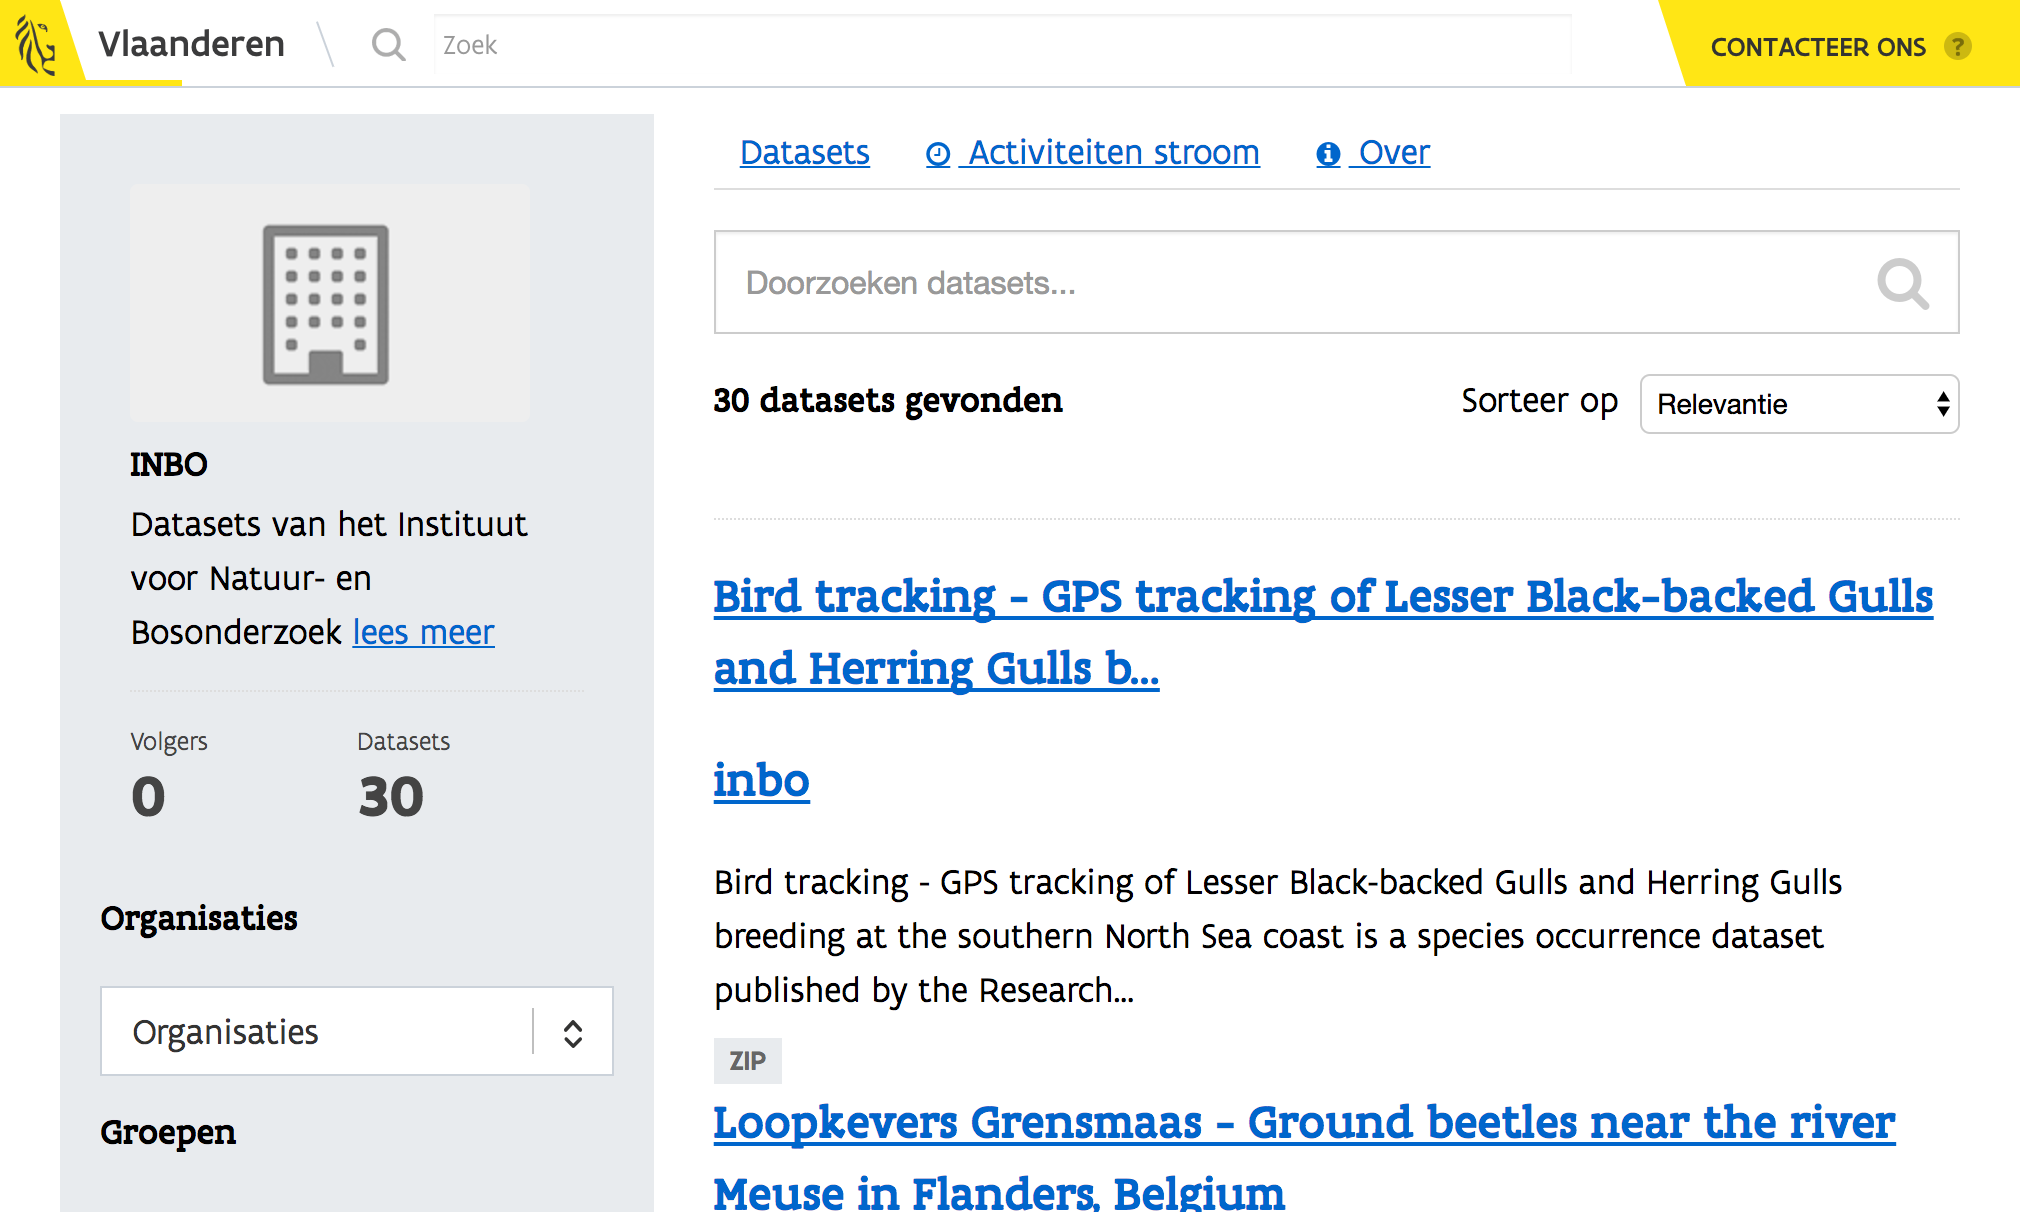 Vlaanderen
Zoek
CONTACTEER ONS ?
Datasets
Activiteiten stroom
Over
Doorzoeken datasets...
30 datasets gevonden
Sorteer op
Relevantie
INBO
Datasets van het Instituut
voor Natuur- en
Bosonderzoek lees meer
Volgers
Datasets
0
30
Organisaties
Organisaties
Groepen
Bird tracking - GPS tracking of Lesser Black-backed Gulls
and Herring Gulls b...
inbo
Bird tracking - GPS tracking of Lesser Black-backed Gulls and Herring Gulls
breeding at the southern North Sea coast is a species occurrence dataset
published by the Research...
ZIP
Loopkevers Grensmaas - Ground beetles near the river
Meuse in Flanders, Belgium